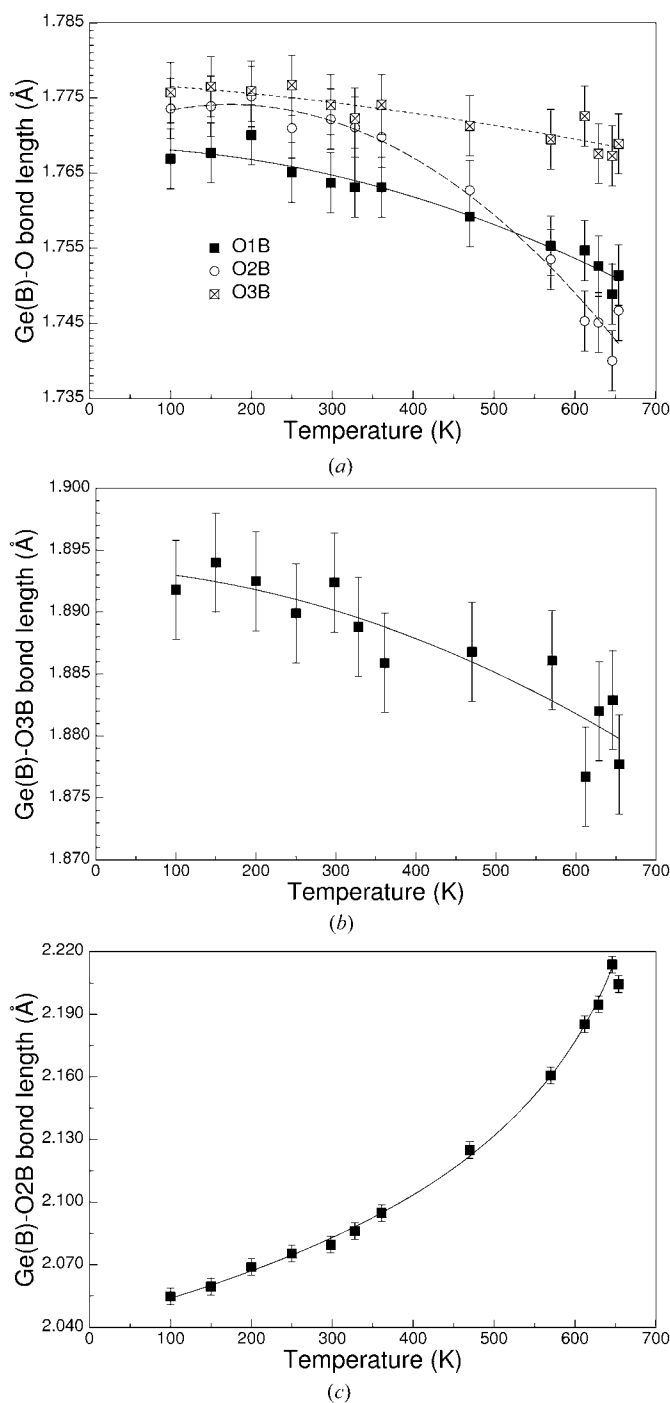 1.785
1.775
1.765
1.755
1.745
1.735
Ge(B)-O bond length (Å)
O1B
O2B
O3B
0 100 200 300 400 500 600 700
Temperature (K)
(a)
1.900
1.895
1.890
1.885
1.880
1.875
1.870
Ge(B)-O3B bond length (Å)
0 100 200 300 400 500 600 700
Temperature (K)
(b)
2.220
2.190
2.160
2.130
2.100
2.070
2.040
Ge(B)-O2B bond length (Å)
0 100 200 300 400 500 600 700
Temperature (K)
(c)